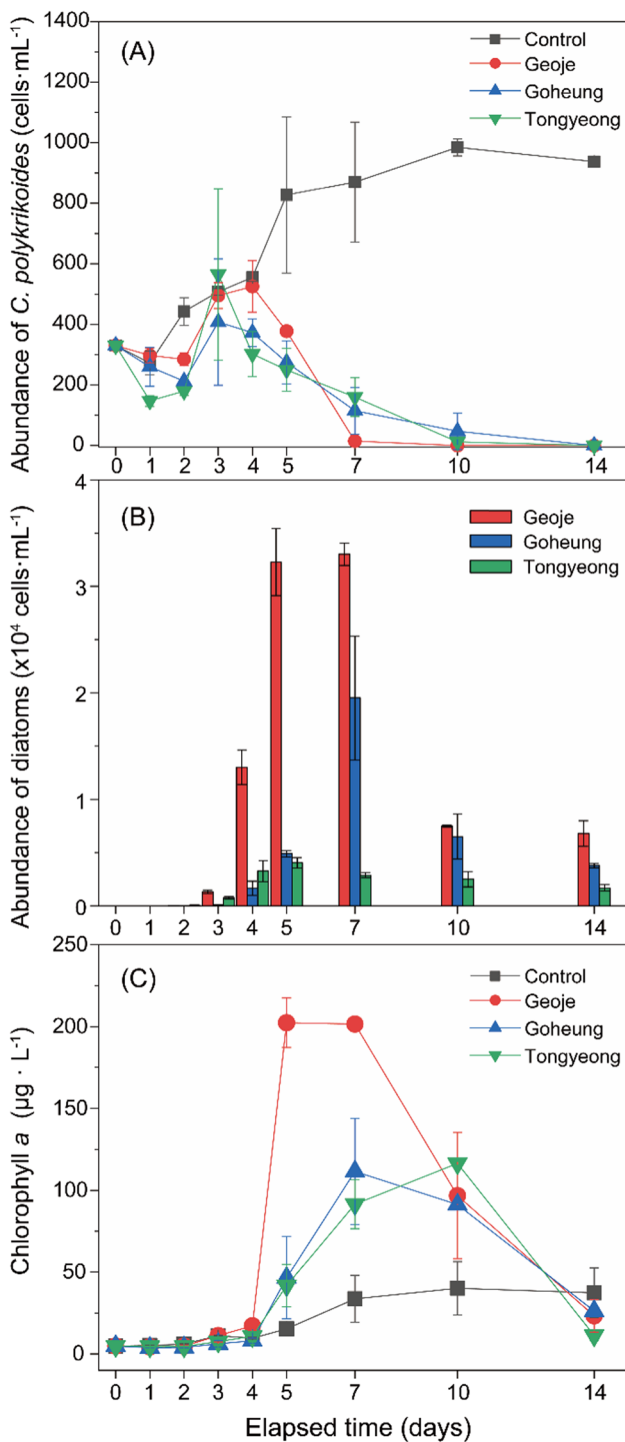 (A)
Control
Geoje
Goheung
Tongyeong
Abundance of C. polykrikoides (cells·mL-1)
1400
1200
1000
800
600
400
200
0
0 1 2 3 4 5 7 10 14
(B)
Geoje
Goheung
Tongyeong
Abundance of diatoms (x10⁴ cells·mL-1)
4
3
2
1
0
0 1 2 3 4 5 7 10 14
(C)
Control
Geoje
Goheung
Tongyeong
Chlorophyll a (µg · L-1)
250
200
150
100
50
0
0 1 2 3 4 5 7 10 14
Elapsed time (days)